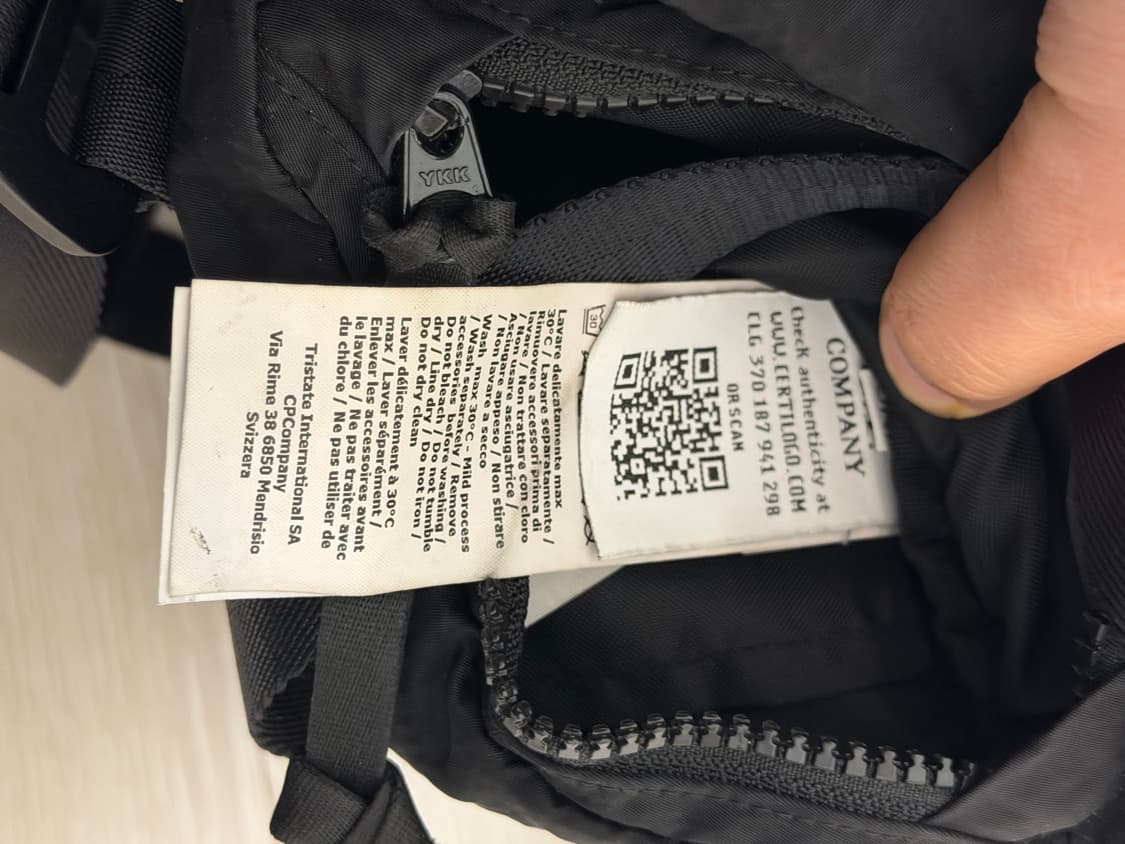 YKK
COMPANY
Check authenticity at
WWW.CERTILOGO.COM
CLG 370 187 941 298
OR SCAN
30
Lavare delicatamente max
30°C / Lavare separatamente /
Rimuovere accessori prima di
lavare / Non trattare con cloro
/ Non usare asciugatrice /
Asciugare appeso / Non stirare
/ Non lavare a secco
Wash max 30°C - Mild process
/ Wash separately / Remove
accessories before washing /
Do not bleach / Do not tumble
dry / Line dry / Do not iron /
Do not dry clean
Laver délicatement à 30°C
max / Laver séparément /
Enlever les accessoires avant
le lavage / Ne pas traiter avec
du chlore / Ne pas utiliser de
Tristate International SA
CPCompany
Via Rime 38 6850 Mendrisio
Svizzera